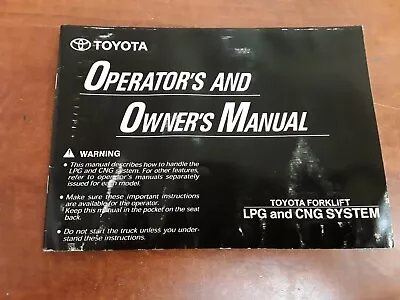 TOYOTA
OPERATOR'S AND
OWNER'S MANUAL
WARNING
• This manual describes how to handle the
LPG and CNG system. For other features,
refer to operator's manuals separately
issued for each model.
• Make sure these important instructions
are available for the operator.
Keep this manual in the pocket on the seat
back.
• Do not start the truck unless you under-
stand these instructions.
TOYOTA FORKLIFT
LPG and CNG SYSTEM